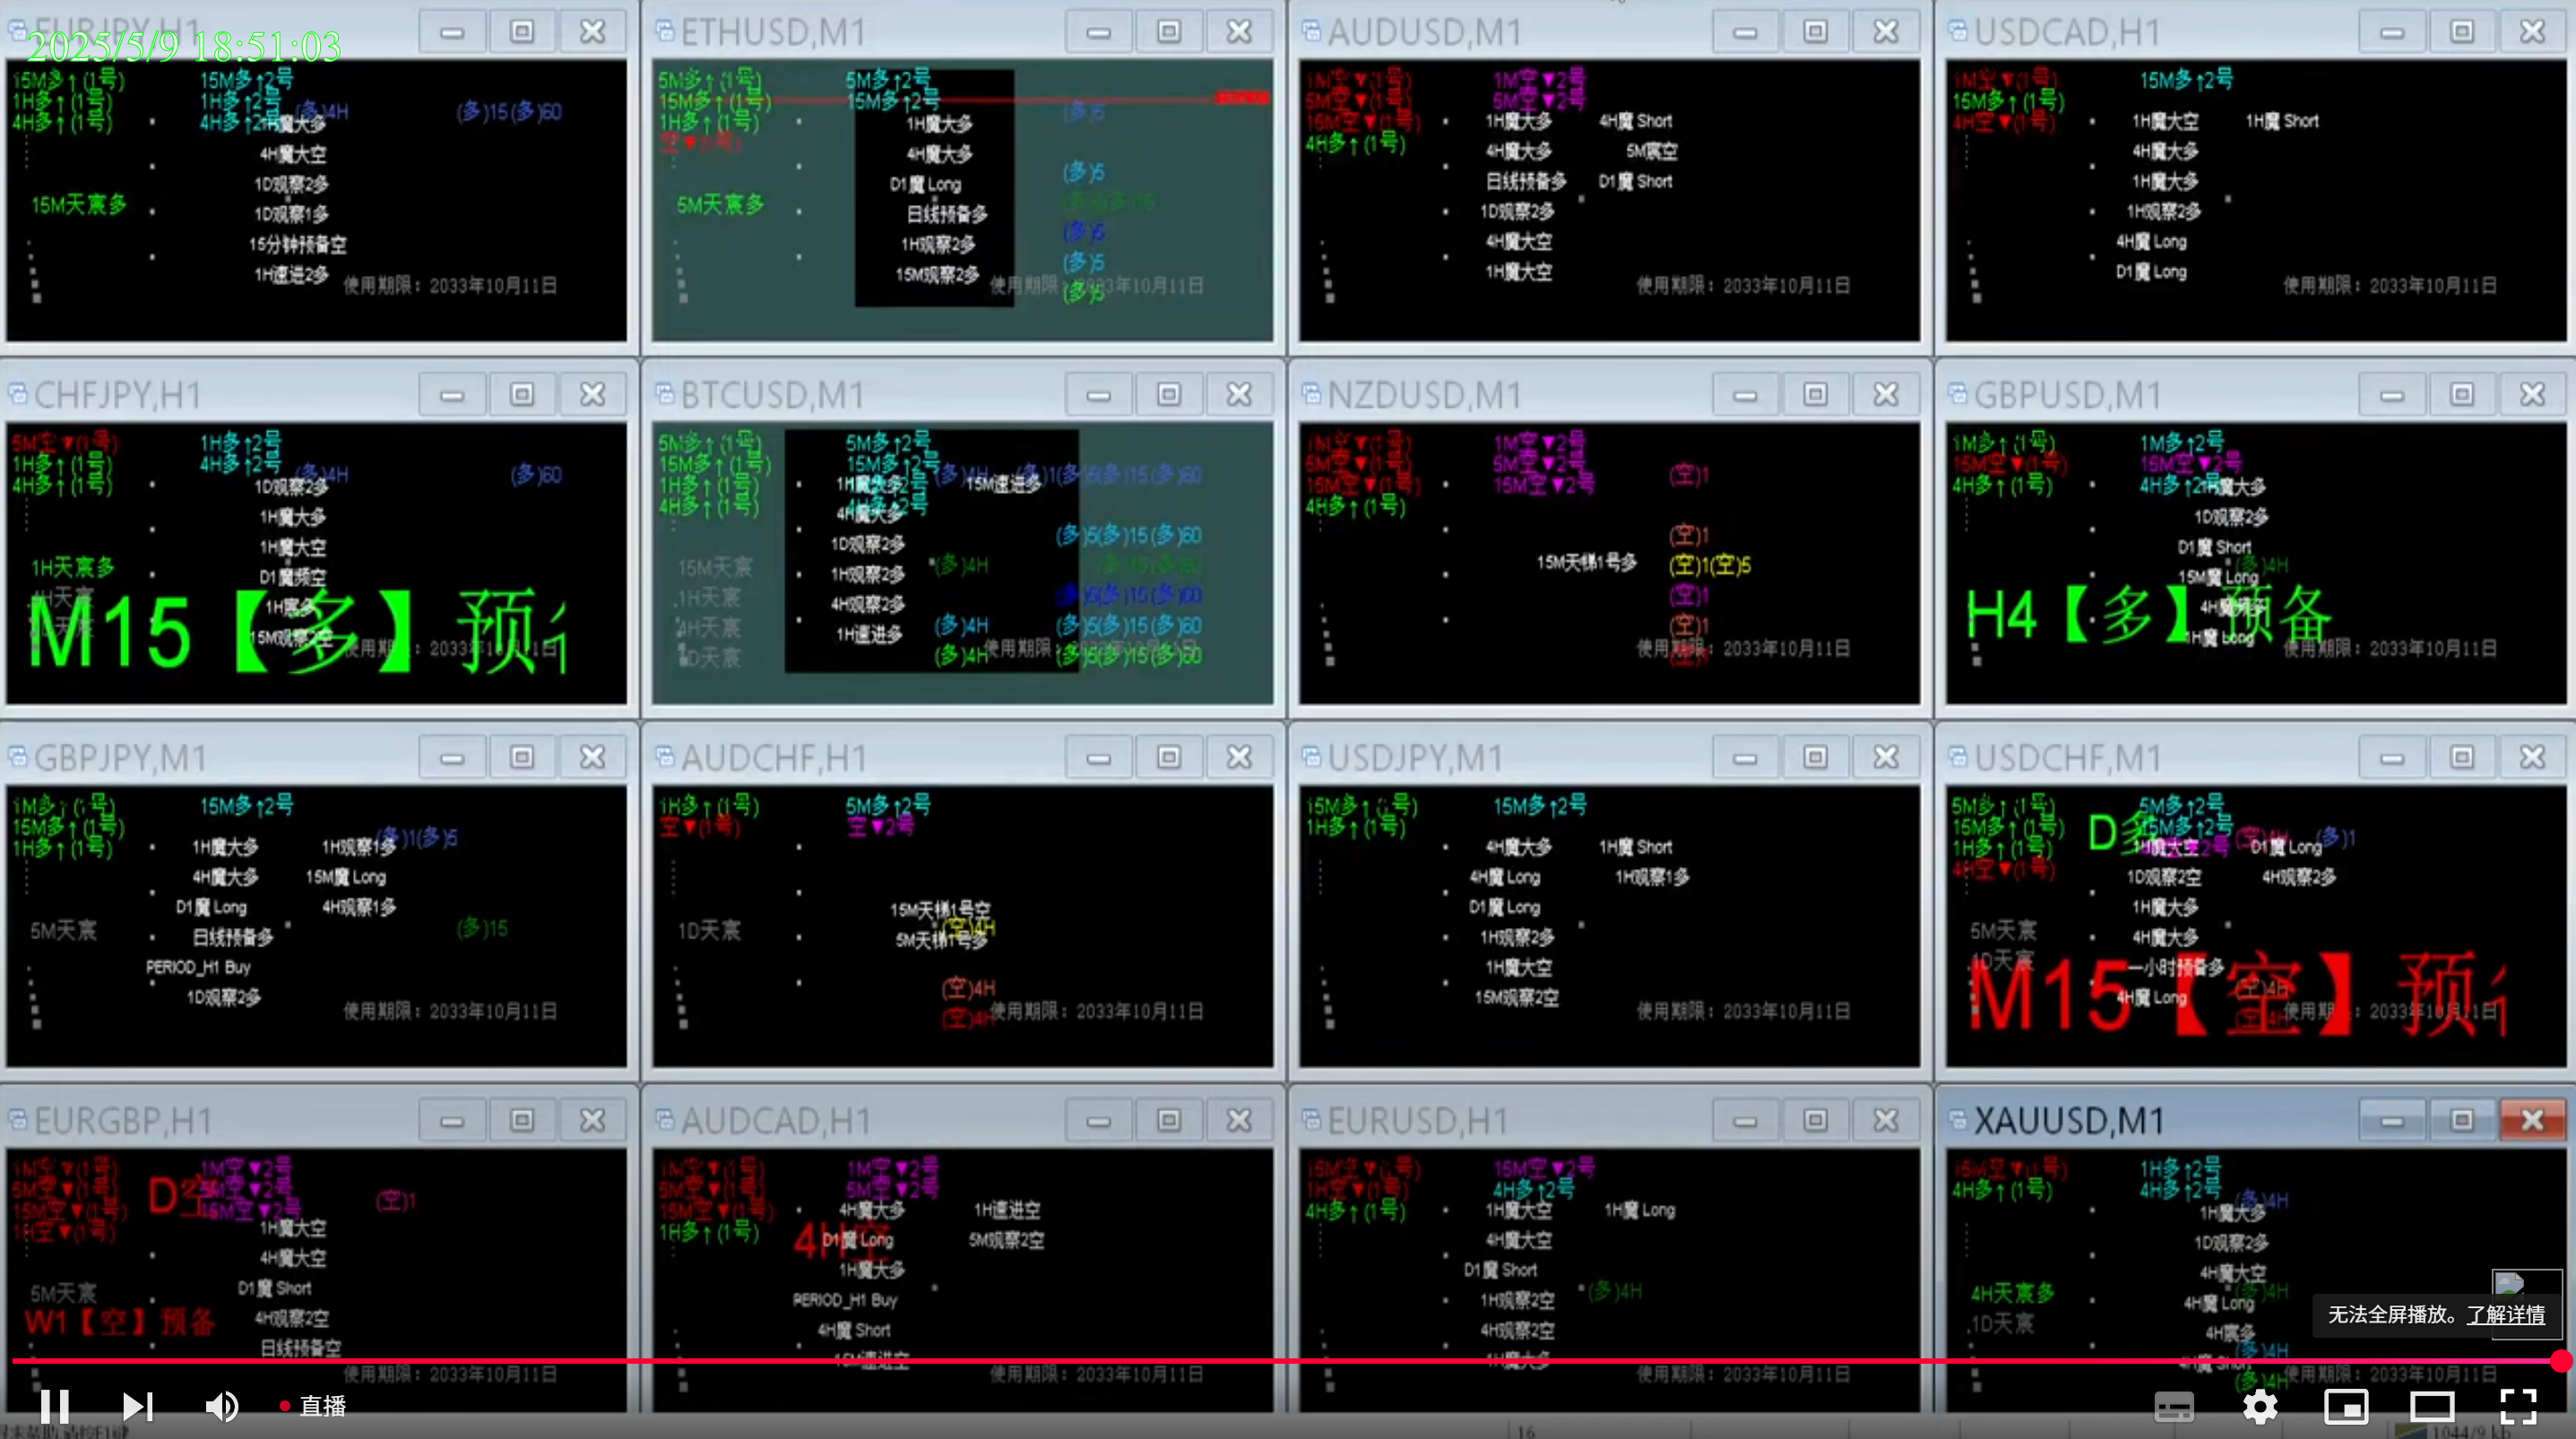 EURJPY,H1
2025/5/9 18:51:03
15M多↑(1号)
1H多↑(1号)
4H多↑(1号)
15M多↑2号
1H多↑2号
4H多↑2号
(多)4H
(多)15(多)60
1H魔大多
4H魔大空
1D观察2多
1D观察1多
15分钟预备空
1H速进2多
15M天宸多
使用期限：2033年10月11日
ETHUSD,M1
5M多↑(1号)
15M多↑(1号)
1H多↑(1号)
空▼(1号)
5M多↑2号
15M多↑2号
1H魔大多
4H魔大多
D1魔 Long
日线预备多
1H观察2多
15M观察2多
5M天宸多
(多)5
(多)5
(多)5
(多)5
(多)5
使用期限：2033年10月11日
AUDUSD,M1
1M空▼(1号)
5M空▼(1号)
15M空▼(1号)
4H多↑(1号)
1M空▼2号
5M空▼2号
1H魔大多
4H魔大多
日线预备多
1D观察2多
4H魔大空
1H魔大空
4H魔 Short
5M宸空
D1魔 Short
使用期限：2033年10月11日
USDCAD,H1
1M空▼(1号)
15M多↑(1号)
4H空▼(1号)
15M多↑2号
1H魔大空
4H魔大多
1H魔大多
1H观察2多
4H魔 Long
D1魔 Long
1H魔 Short
使用期限：2033年10月11日
CHFJPY,H1
5M空▼(1号)
1H多↑(1号)
4H多↑(1号)
1H多↑2号
4H多↑2号
(多)4H
(多)60
1D观察2多
1H魔大多
1H魔大空
D1魔频空
1H宸多
15M观察2空
1H天宸多
4H天宸
M15【多】预
使用期限：2033年10月11日
BTCUSD,M1
5M多↑(1号)
15M多↑(1号)
1H多↑(1号)
4H多↑(1号)
5M多↑2号
15M多↑2号
4H多↑2号
(多)4H
(多)1(多)5(多)15(多)60
1H魔大多
4H魔大多
1D观察2多
1H观察2多
4H观察2多
1H速进多
15M速进多
15M天宸
1H天宸
4H天宸
D天宸
(多)5(多)15(多)60
(多)4H
(多)5(多)15(多)60
(多)4H
(多)5(多)15(多)60
(多)4H
(多)5(多)15(多)60
使用期限：2033年10月11日
NZDUSD,M1
1M空▼(1号)
5M空▼(1号)
15M空▼(1号)
4H多↑(1号)
1M空▼2号
5M空▼2号
15M空▼2号
15M天梯1号多
(空)1
(空)1
(空)1(空)5
(空)1
(空)1
使用期限：2033年10月11日
GBPUSD,M1
1M多↑(1号)
15M空▼(1号)
4H多↑(1号)
1M多↑2号
15M空▼2号
4H多↑2号
1H魔大多
1D观察2多
D1魔 Short
15M魔 Long
4H魔频多
1H魔 Long
(多)4H
H4【多】预备
使用期限：2033年10月11日
GBPJPY,M1
1M多↑(1号)
15M多↑(1号)
1H多↑(1号)
15M多↑2号
(多)1(多)5
1H魔大多
4H魔大多
D1魔 Long
日线预备多
PERIOD_H1 Buy
1D观察2多
1H观察1多
15M魔 Long
4H观察1多
5M天宸
(多)15
使用期限：2033年10月11日
AUDCHF,H1
1H多↑(1号)
空▼(1号)
5M多↑2号
空▼2号
15M天梯1号空
5M天梯1号多
1D天宸
(空)4H
(空)4H
(空)4H
使用期限：2033年10月11日
USDJPY,M1
15M多↑(1号)
1H多↑(1号)
15M多↑2号
4H魔大多
4H魔 Long
D1魔 Long
1H观察2多
1H魔大空
15M观察2空
1H魔 Short
1H观察1多
使用期限：2033年10月11日
USDCHF,M1
5M多↑(1号)
15M多↑(1号)
1H多↑(1号)
4H空▼(1号)
D多
5M多↑2号
15M多↑2号
(空)4H
(多)1
1H魔大空
1D观察2空
1H魔大多
4H魔大多
一小时预备多
4H魔 Long
D1魔 Long
4H观察2多
5M天宸
1D天宸
M15【空】预
(空)4H
(空)4H
使用期限：2033年10月11日
EURGBP,H1
1M空▼(1号)
5M空▼(1号)
15M空▼(1号)
1H空▼(1号)
D空
1M空▼2号
5M空▼2号
15M空▼2号
(空)1
1H魔大空
4H魔大空
D1魔 Short
4H观察2空
日线预备空
5M天宸
W1【空】预备
使用期限：2033年10月11日
AUDCAD,H1
1M空▼(1号)
5M空▼(1号)
15M空▼(1号)
1H多↑(1号)
1M空▼2号
5M空▼2号
4H空
4H魔大多
D1魔 Long
1H魔大多
PERIOD_H1 Buy
4H魔 Short
15M速进空
1H速进空
5M观察2空
使用期限：2033年10月11日
EURUSD,H1
15M空▼(1号)
1H空▼(1号)
4H多↑(1号)
15M空▼2号
4H多↑2号
1H魔大空
4H魔大空
D1魔 Short
1H观察2空
4H观察2空
1H魔大多
1H魔 Long
(多)4H
使用期限：2033年10月11日
XAUUSD,M1
15M空▼(1号)
4H多↑(1号)
1H多↑2号
4H多↑2号
(多)4H
1H魔大多
1D观察2多
4H魔大空
4H魔 Long
4H宸多
4H魔 Short
4H天宸多
1D天宸
(多)4H
(多)4H
(多)4H
使用期限：2033年10月11日
无法全屏播放。了解详情
直播
16
1044/9 kb